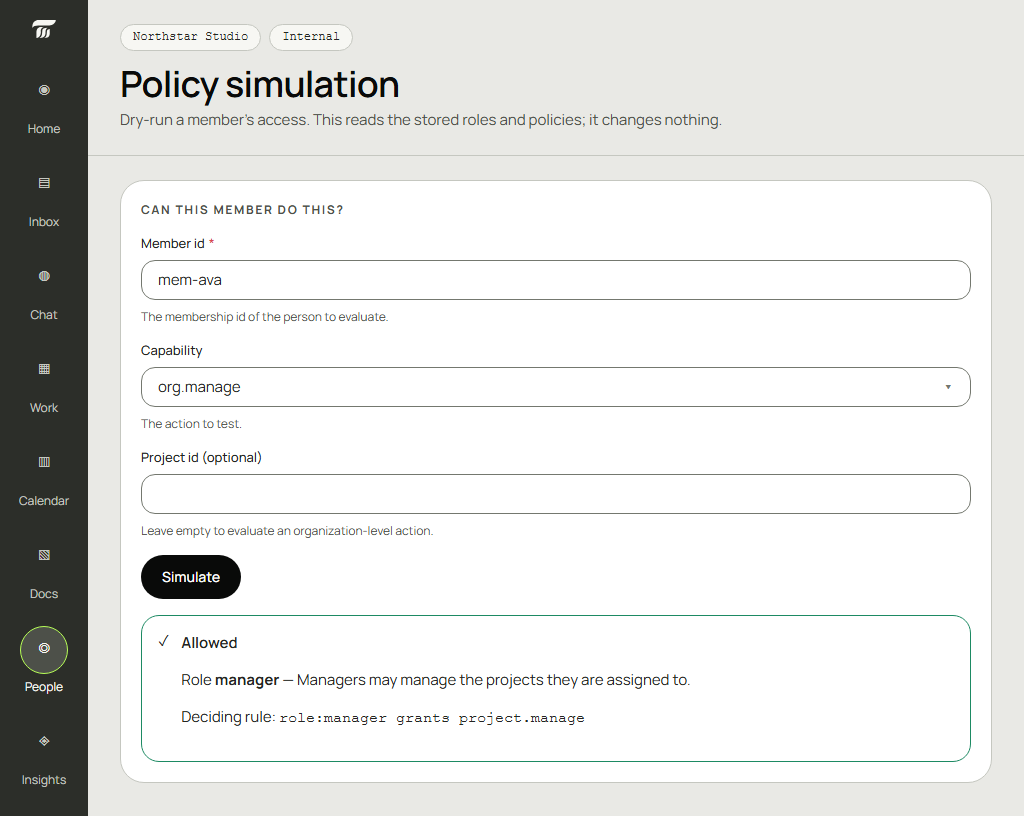 Northstar Studio
Internal
Policy simulation
Dry-run a member's access. This reads the stored roles and policies; it changes nothing.
Home
Inbox
Chat
Work
Calendar
Docs
People
Insights
CAN THIS MEMBER DO THIS?
Member id *
mem-ava
The membership id of the person to evaluate.
Capability
org.manage
The action to test.
Project id (optional)
Leave empty to evaluate an organization-level action.
Simulate
✓ Allowed
Role manager — Managers may manage the projects they are assigned to.
Deciding rule: role:manager grants project.manage